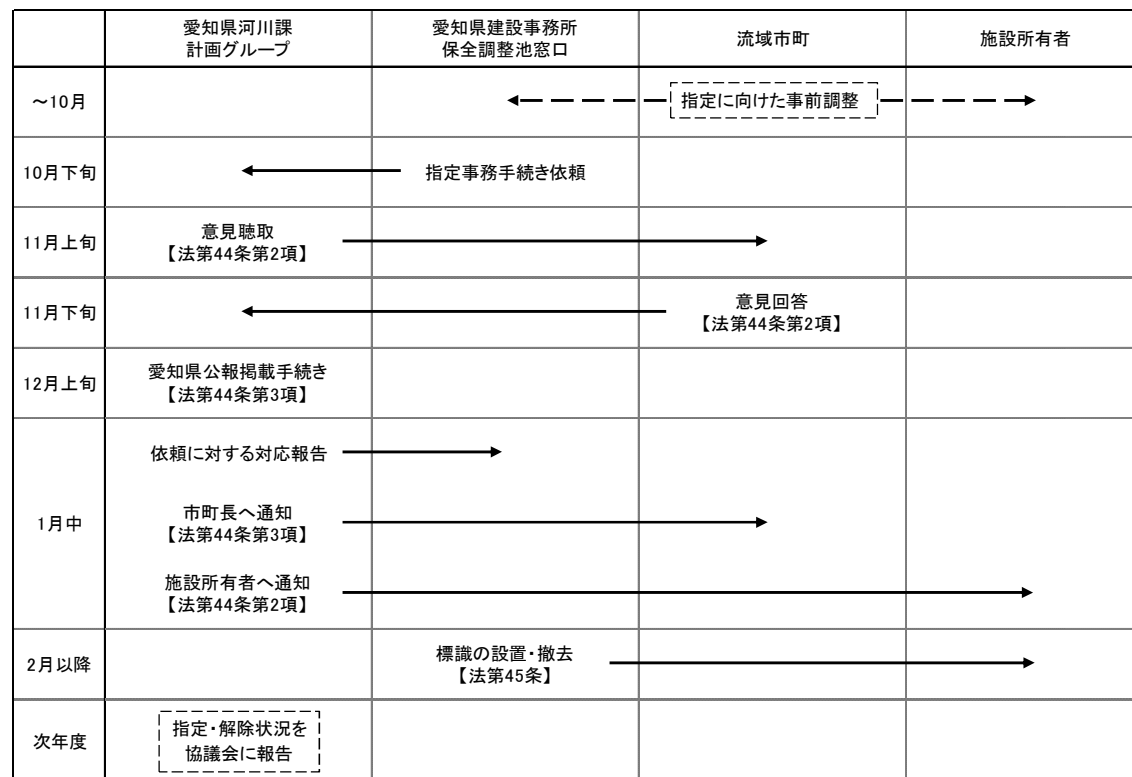 愛知県河川課
計画グループ
愛知県建設事務所
保全調整池窓口
流域市町
施設所有者
～10月
指定に向けた事前調整
10月下旬
指定事務手続き依頼
11月上旬
意見聴取
【法第44条第2項】
11月下旬
意見回答
【法第44条第2項】
12月上旬
愛知県公報掲載手続き
【法第44条第3項】
1月中
依頼に対する対応報告
市町長へ通知
【法第44条第3項】
施設所有者へ通知
【法第44条第2項】
2月以降
標識の設置・撤去
【法第45条】
次年度
指定・解除状況を
協議会に報告